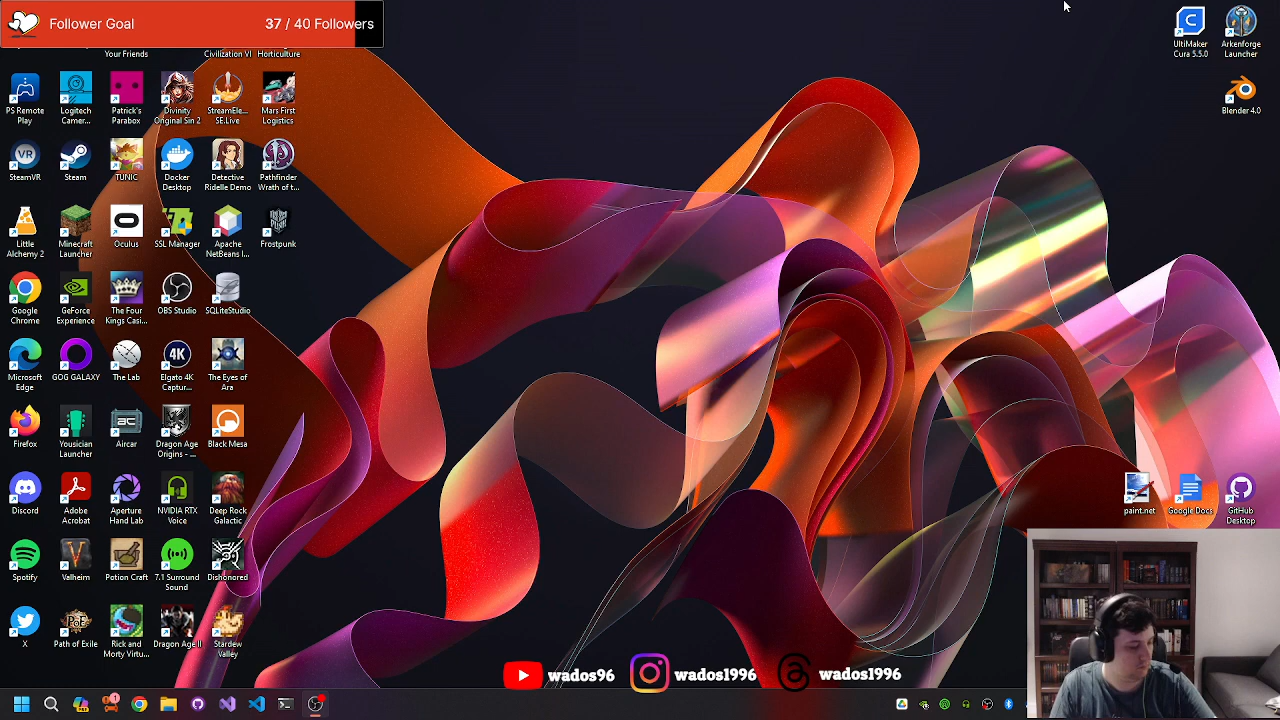 Follower Goal
37 / 40 Followers
Your Friends
Civilization VI
Horticulture
PS Remote
Play
Logitech
Camer...
Patrick's
Parabox
Divinity
Original Sin 2
StreamEle...
SE.Live
Mars First
Logistics
SteamVR
Steam
TUNIC
Docker
Desktop
Detective
Ridelle Demo
Pathfinder
Wrath of t...
Little
Alchemy 2
Minecraft
Launcher
Oculus
SSL Manager
Apache
NetBeans I...
Frostpunk
Google
Chrome
GeForce
Experience
The Four
Kings Casi...
OBS Studio
SQLiteStudio
Microsoft
Edge
GOG GALAXY
The Lab
4K
Elgato 4K
Captur...
The Eyes of
Ara
Firefox
Yousician
Launcher
Aircar
Dragon Age
Origins - ...
Black Mesa
Discord
Adobe
Acrobat
Aperture
Hand Lab
NVIDIA RTX
Voice
Deep Rock
Galactic
Spotify
Valheim
Potion Craft
7.1 Surround
Sound
Dishonored
X
Path of Exile
Rick and
Morty Virtu...
Dragon Age II
Stardew
Valley
UltiMaker
Cura 5.5.0
Arkenforge
Launcher
Blender 4.0
paint.net
Google Docs
GitHub
Desktop
wados96
wados1996
wados1996